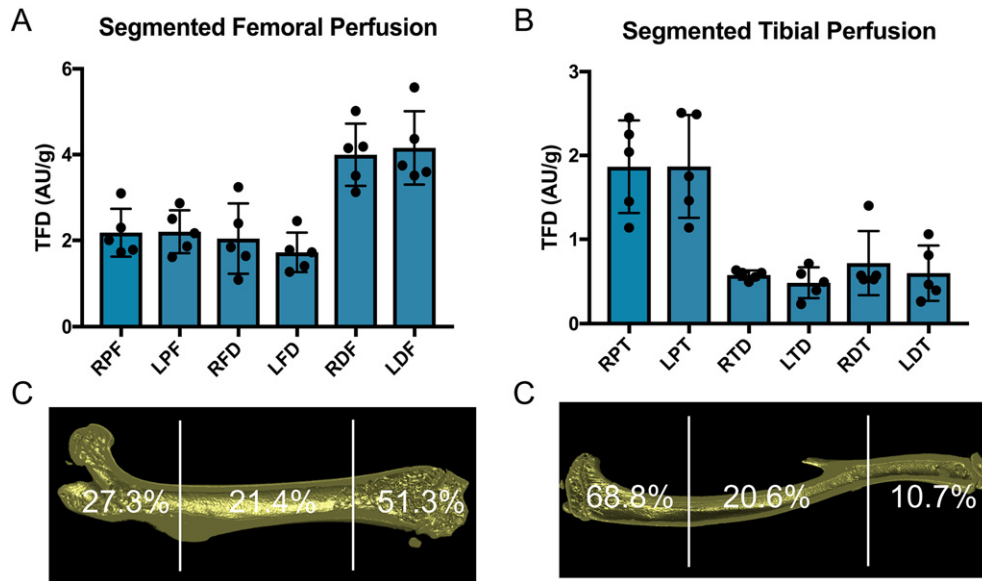 A
Segmented Femoral Perfusion
TFD (AU/g)
6
4
2
0
RPF
LPF
RFD
LFD
RDF
LDF
B
Segmented Tibial Perfusion
TFD (AU/g)
3
2
1
0
RPT
LPT
RTD
LTD
RDT
LDT
C
27.3%
21.4%
51.3%
C
68.8%
20.6%
10.7%